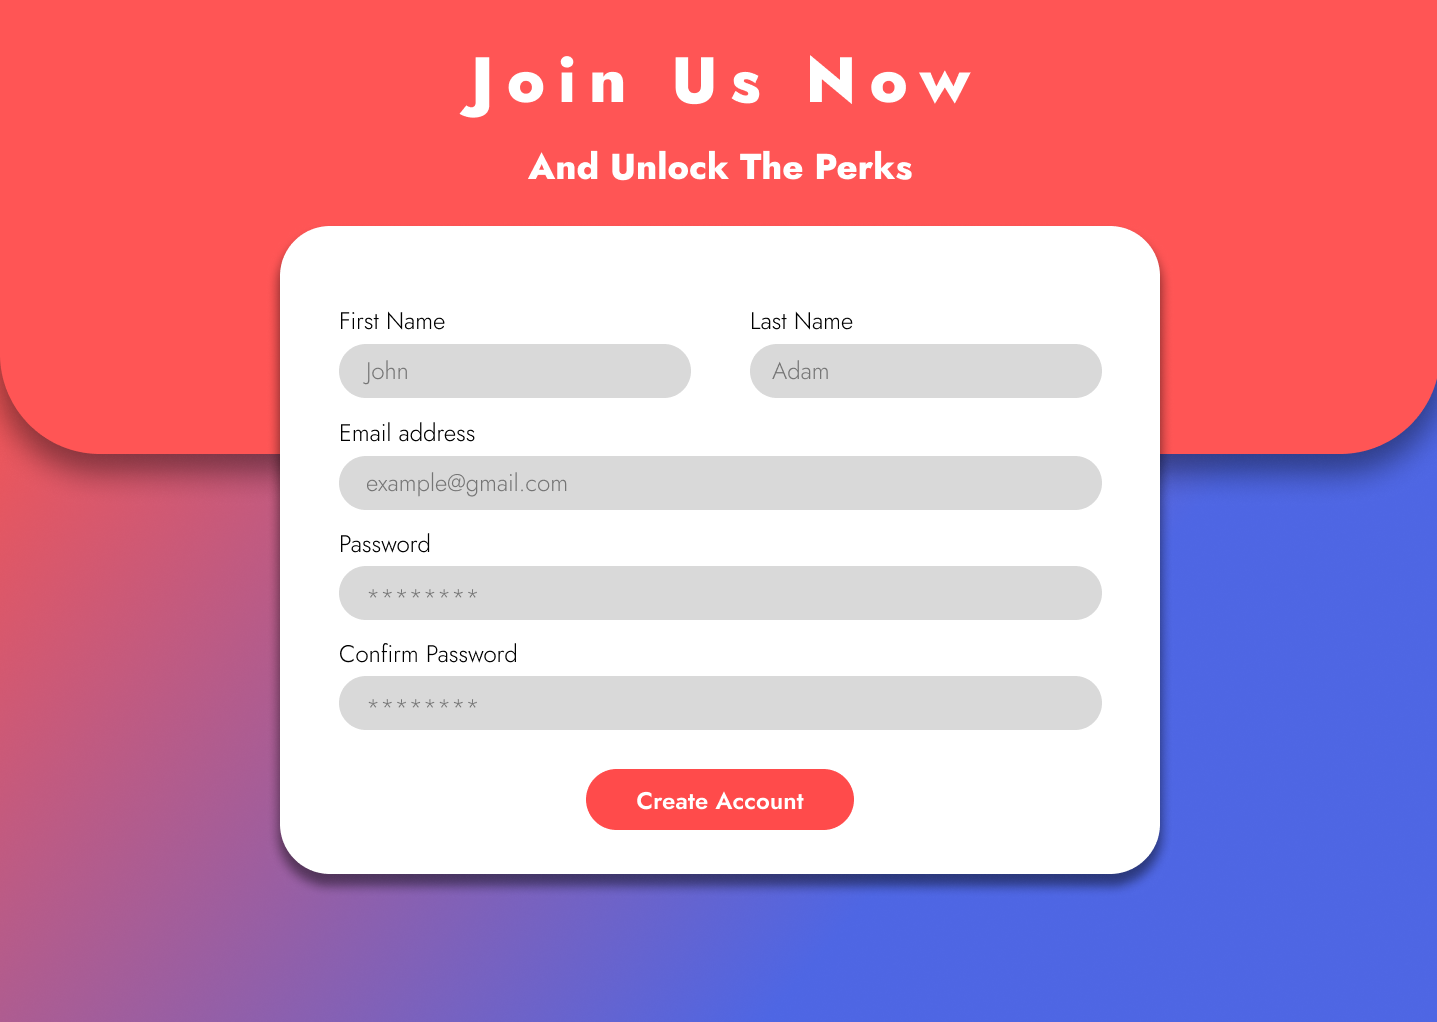 Join Us Now
And Unlock The Perks
First Name
Last Name
John
Adam
Email address
example@gmail.com
Password
********
Confirm Password
********
Create Account